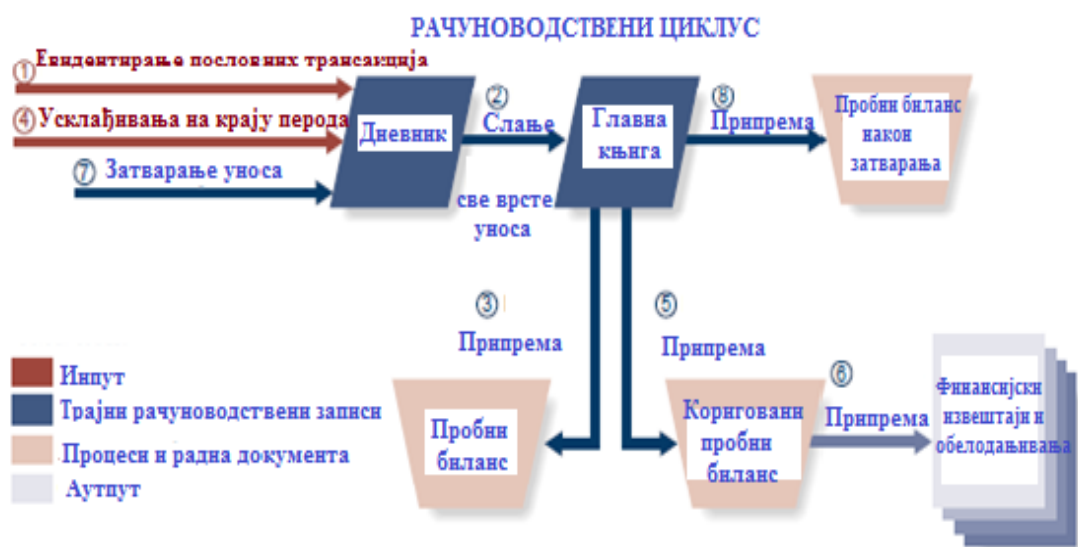 РАЧУНОВОДСТВЕНИ ЦИКЛУС
① Евидентирање пословних трансакција
④ Усклађивања на крају перода
⑦ Затварање уноса
Дневник
②
Слање
све врсте
уноса
Главна
књига
⑧
Припрема
Пробни биланс
након
затварања
③
Припрема
⑤
Припрема
Инпут
Трајни рачуноводствени записи
Процеси и радна документа
Аутпут
Пробни
биланс
Кориговани
пробни
биланс
⑥
Припрема
Финансијски
извештаји и
обелодањивања